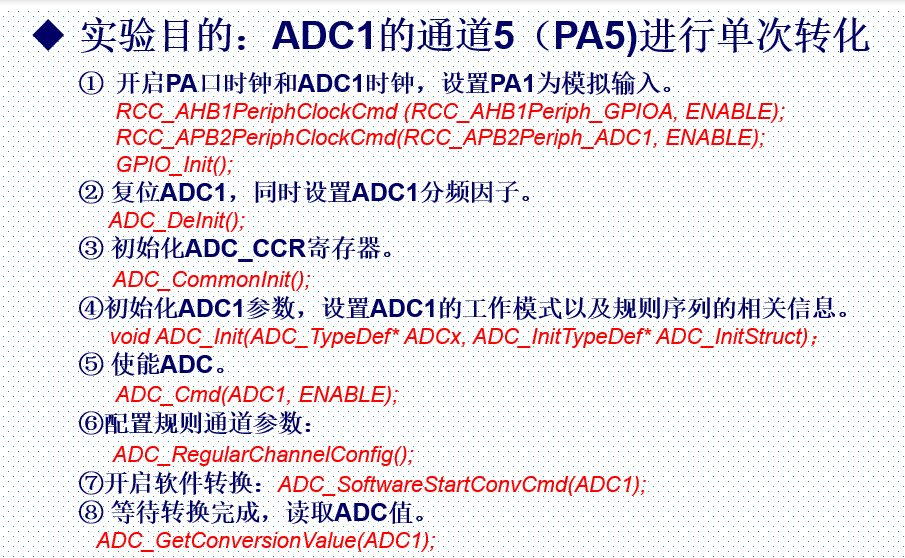 ◆ 实验目的：ADC1的通道5（PA5)进行单次转化
① 开启PA口时钟和ADC1时钟，设置PA1为模拟输入。
RCC_AHB1PeriphClockCmd (RCC_AHB1Periph_GPIOA, ENABLE);
RCC_APB2PeriphClockCmd(RCC_APB2Periph_ADC1, ENABLE);
GPIO_Init();
② 复位ADC1，同时设置ADC1分频因子。
ADC_DeInit();
③ 初始化ADC_CCR寄存器。
ADC_CommonInit();
④初始化ADC1参数，设置ADC1的工作模式以及规则序列的相关信息。
void ADC_Init(ADC_TypeDef* ADCx, ADC_InitTypeDef* ADC_InitStruct)；
⑤ 使能ADC。
ADC_Cmd(ADC1, ENABLE);
⑥配置规则通道参数：
ADC_RegularChannelConfig();
⑦开启软件转换：ADC_SoftwareStartConvCmd(ADC1);
⑧ 等待转换完成，读取ADC值。
ADC_GetConversionValue(ADC1);